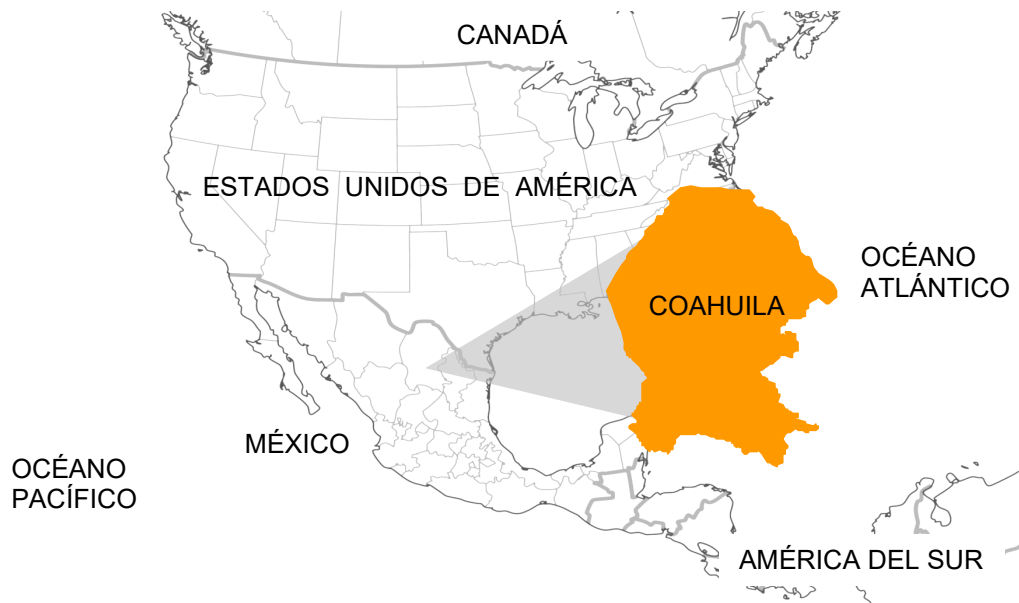 CANADÁ
ESTADOS UNIDOS DE AMÉRICA
OCÉANO
ATLÁNTICO
COAHUILA
MÉXICO
OCÉANO
PACÍFICO
AMÉRICA DEL SUR